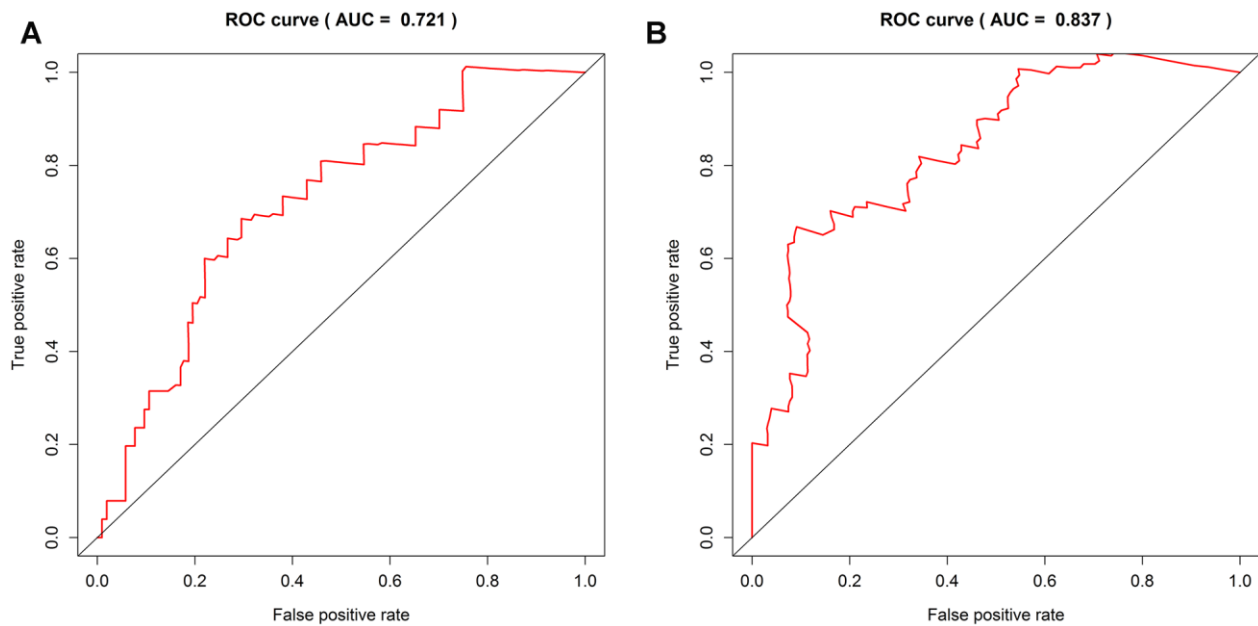 A
ROC curve ( AUC =  0.721 )
True positive rate
1.0
0.8
0.6
0.4
0.2
0.0
0.0 0.2 0.4 0.6 0.8 1.0
False positive rate
B
ROC curve ( AUC =  0.837 )
True positive rate
1.0
0.8
0.6
0.4
0.2
0.0
0.0 0.2 0.4 0.6 0.8 1.0
False positive rate